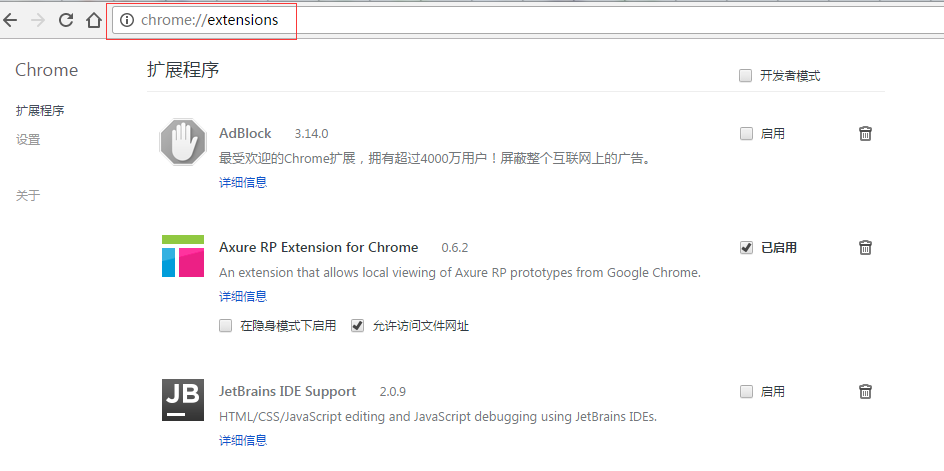 chrome://extensions
Chrome
扩展程序
设置
关于
扩展程序
开发者模式
AdBlock 3.14.0
启用
最受欢迎的Chrome扩展，拥有超过4000万用户！屏蔽整个互联网上的广告。
详细信息
Axure RP Extension for Chrome 0.6.2
已启用
An extension that allows local viewing of Axure RP prototypes from Google Chrome.
详细信息
在隐身模式下启用 允许访问文件网址
JB
JetBrains IDE Support 2.0.9
启用
HTML/CSS/JavaScript editing and JavaScript debugging using JetBrains IDEs.
详细信息